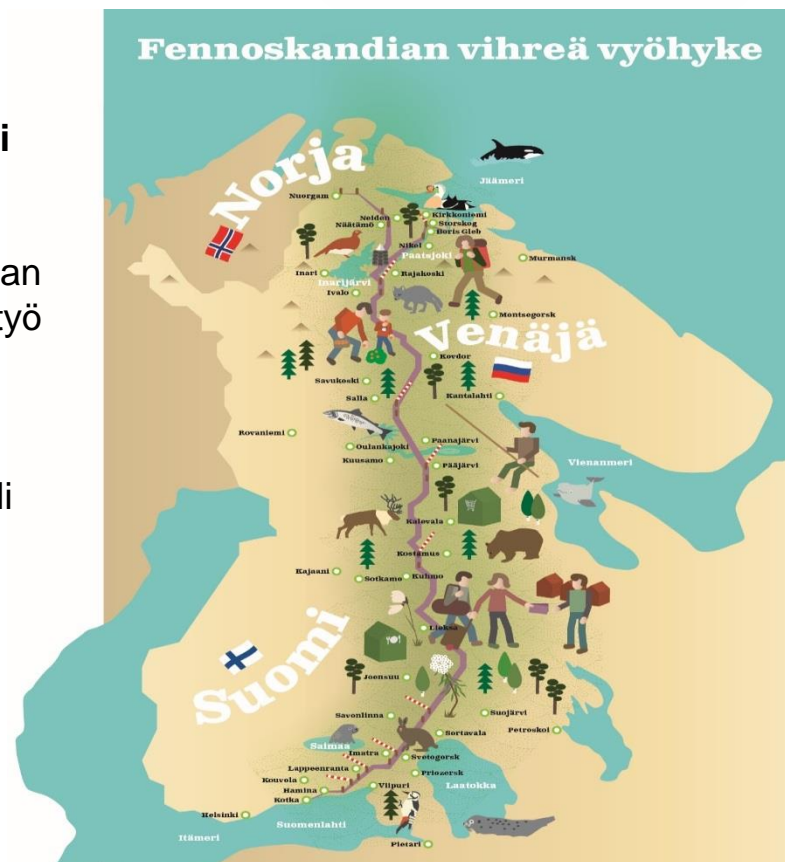 i
an
työ
li
Fennoskandian vihreä vyöhyke
Norja
Jäämeri
Nuorgam
Neiden
Näätämö
Kirkkoniemi
Storskog
Boris Gleb
Nikel
Paatsjoki
Murmansk
Inari
Inarijärvi
Rajakoski
Ivalo
Montsegorsk
Venäjä
Kovdor
Savukoski
Salla
Kantalahti
Rovaniemi
Oulankajoki
Paanajärvi
Kuusamo
Pääjärvi
Vienanmeri
Kalevala
Kostamus
Kajaani
Sotkamo
Kuhmo
Suomi
Lieksa
Joensuu
Savonlinna
Suojärvi
Petroskoi
Sortavala
Saimaa
Imatra
Svetogorsk
Lappeenranta
Priozersk
Kouvola
Hamina
Viipuri
Laatokka
Kotka
Helsinki
Suomenlahti
Itämeri
Pietari